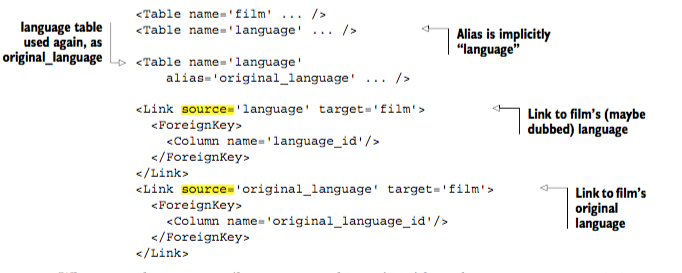 <Table name='film' ... />
<Table name='language' ... />
Alias is implicitly
“language”
language table
used again, as
original_language
<Table name='language'
alias='original_language' ... />
<Link source='language' target='film'>
<ForeignKey>
<Column name='language_id'/>
</ForeignKey>
</Link>
Link to film’s (maybe
dubbed) language
<Link source='original_language' target='film'>
<ForeignKey>
<Column name='original_language_id'/>
</ForeignKey>
</Link>
Link to film’s
original
language